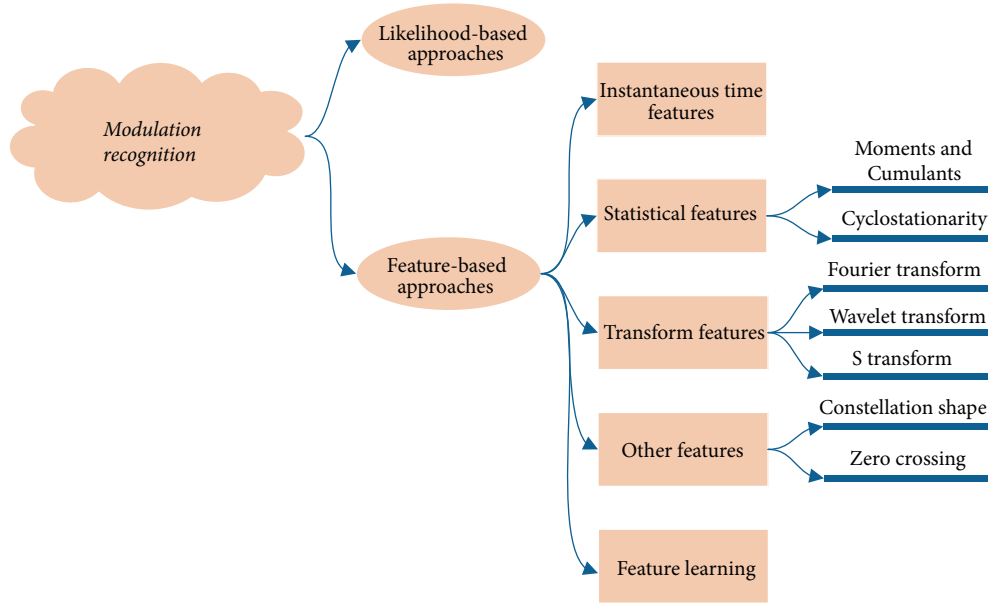 Likelihood-based
approaches
Modulation
recognition
Feature-based
approaches
Instantaneous time
features
Statistical features
Transform features
Other features
Feature learning
Moments and
Cumulants
Cyclostationarity
Fourier transform
Wavelet transform
S transform
Constellation shape
Zero crossing